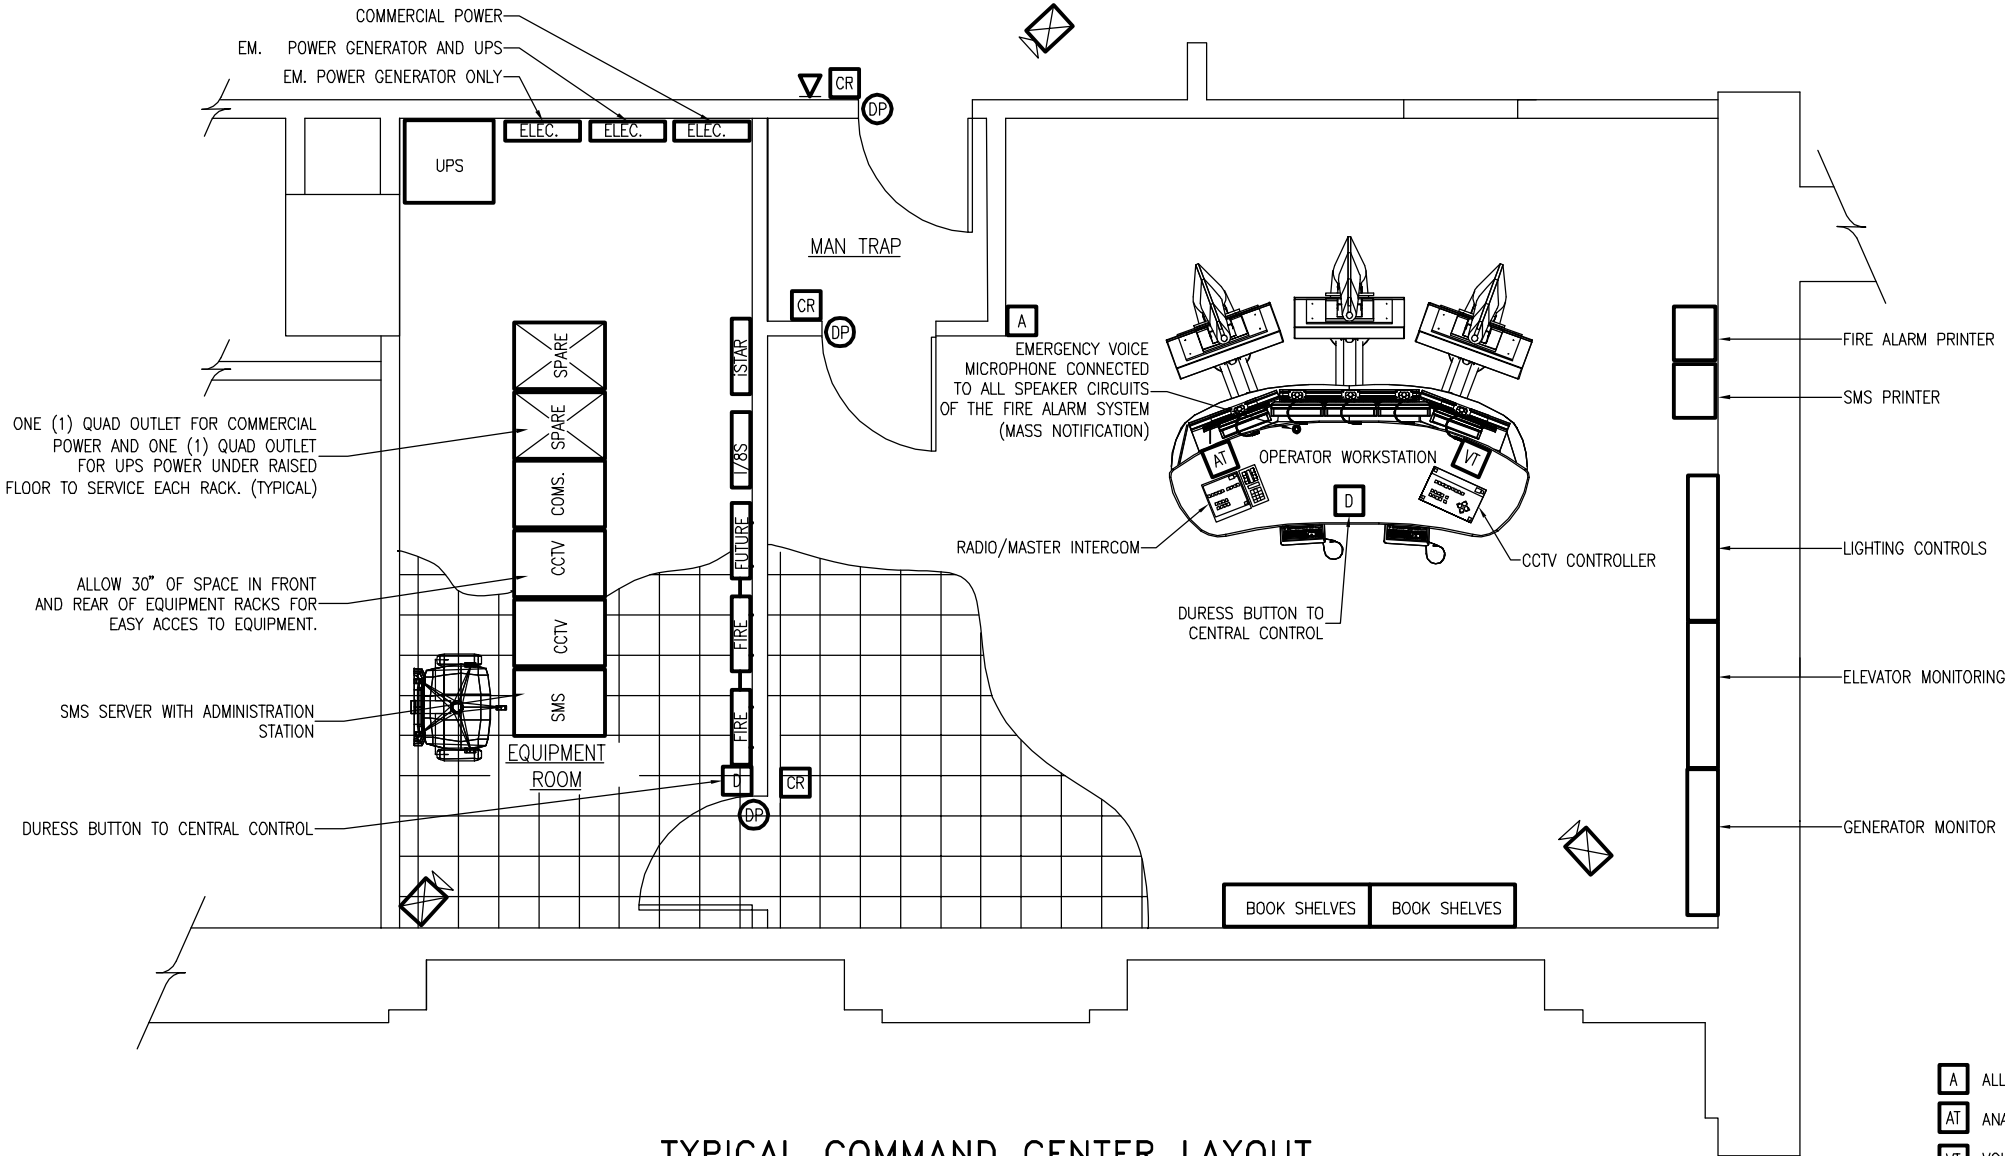 COMMERCIAL POWER
EM. POWER GENERATOR AND UPS
EM. POWER GENERATOR ONLY
CR
DP
ELEC.
ELEC.
ELEC.
UPS
MAN TRAP
CR
DP
A
SPARE
SPARE
COMS.
CCTV
CCTV
SMS
iSTAR
I/8S
FUTURE
FIRE
FIRE
EMERGENCY VOICE
MICROPHONE CONNECTED
TO ALL SPEAKER CIRCUITS
OF THE FIRE ALARM SYSTEM
(MASS NOTIFICATION)
FIRE ALARM PRINTER
SMS PRINTER
ONE (1) QUAD OUTLET FOR COMMERCIAL
POWER AND ONE (1) QUAD OUTLET
FOR UPS POWER UNDER RAISED
FLOOR TO SERVICE EACH RACK. (TYPICAL)
AT
OPERATOR WORKSTATION
VT
D
RADIO/MASTER INTERCOM
CCTV CONTROLLER
LIGHTING CONTROLS
ALLOW 30" OF SPACE IN FRONT
AND REAR OF EQUIPMENT RACKS FOR
EASY ACCES TO EQUIPMENT.
DURESS BUTTON TO
CENTRAL CONTROL
ELEVATOR MONITORING
SMS SERVER WITH ADMINISTRATION
STATION
EQUIPMENT
ROOM
D
CR
DP
DURESS BUTTON TO CENTRAL CONTROL
GENERATOR MONITOR
BOOK SHELVES
BOOK SHELVES
A ALL
AT ANA
TYPICAL COMMAND CENTER LAYOUT